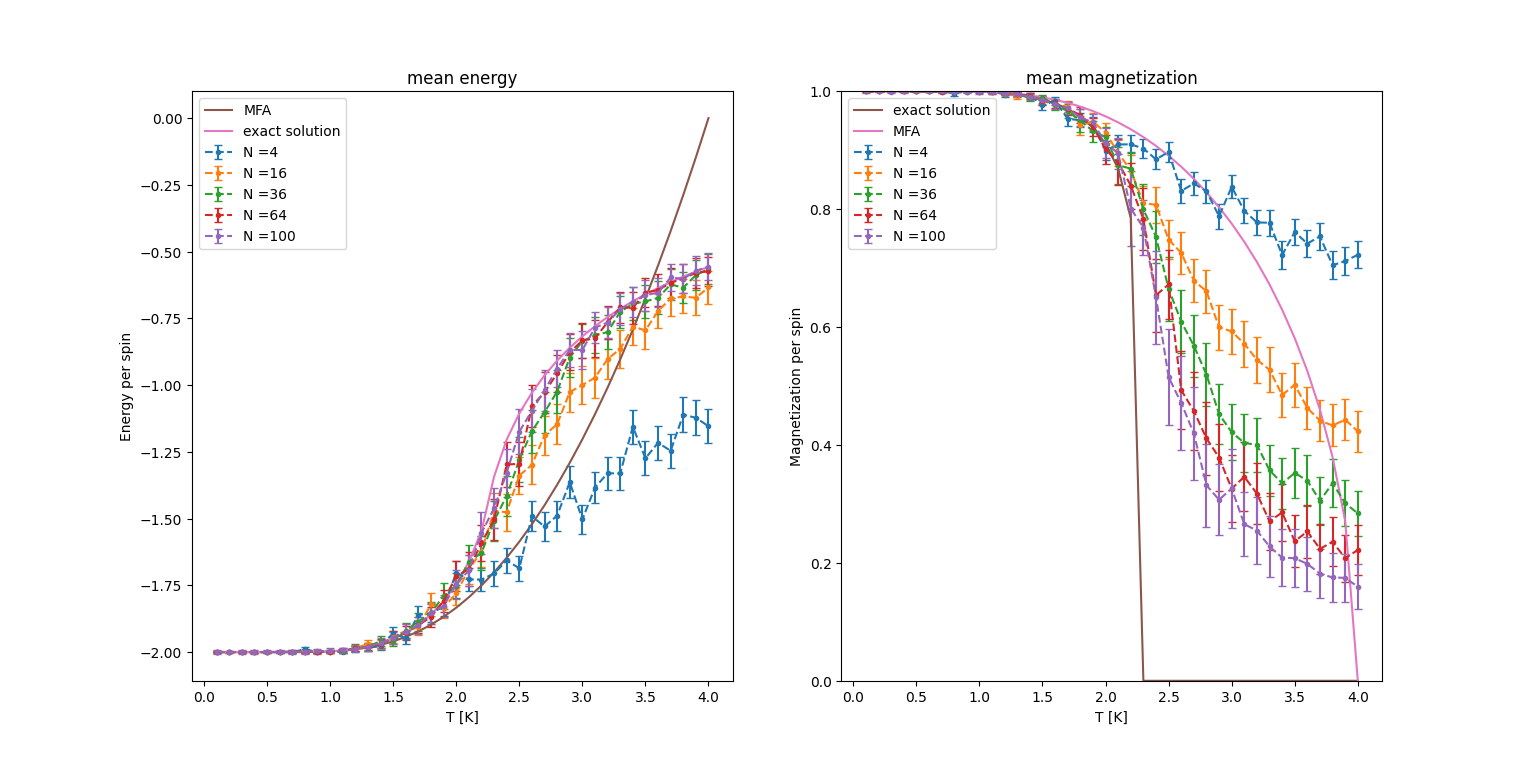 mean energy
MFA
exact solution
N =4
N =16
N =36
N =64
N =100
0.00
−0.25
−0.50
−0.75
−1.00
−1.25
−1.50
−1.75
−2.00
Energy per spin
0.0 0.5 1.0 1.5 2.0 2.5 3.0 3.5 4.0
T [K]
mean magnetization
exact solution
MFA
N =4
N =16
N =36
N =64
N =100
1.0
0.8
0.6
0.4
0.2
0.0
Magnetization per spin
0.0 0.5 1.0 1.5 2.0 2.5 3.0 3.5 4.0
T [K]